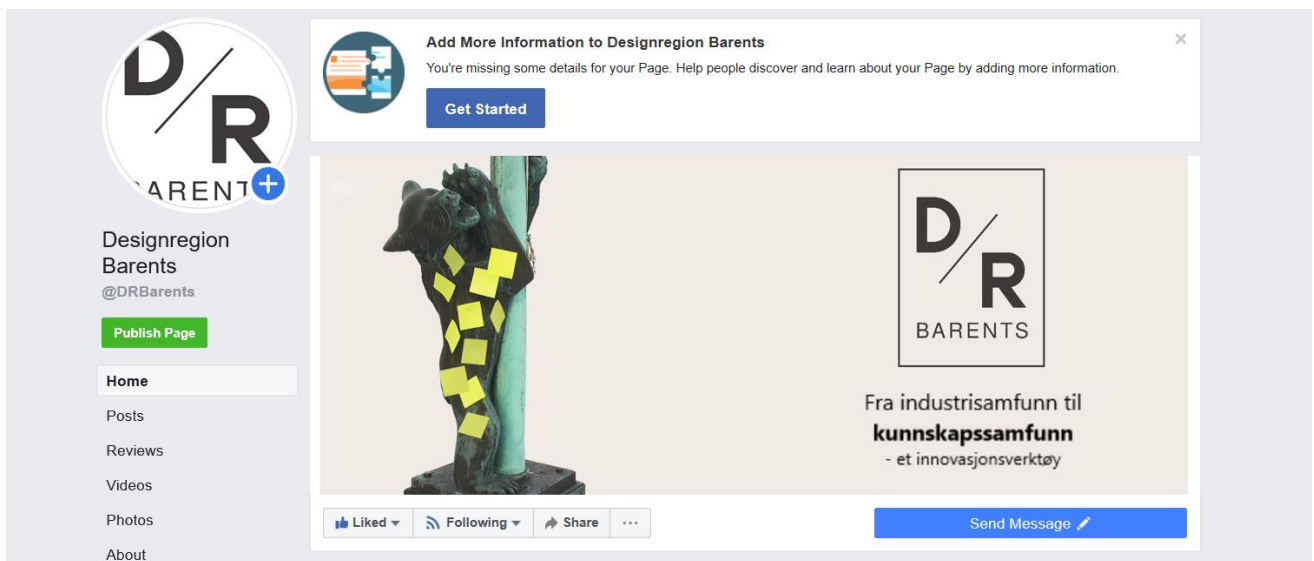 D/R
BARENTS
Designregion
Barents
@DRBarents
Publish Page
Home
Posts
Reviews
Videos
Photos
About
Add More Information to Designregion Barents
You're missing some details for your Page. Help people discover and learn about your Page by adding more information.
Get Started
D/R
BARENTS
Fra industrisamfunn til
kunnskapssamfunn
- et innovasjonsverktøy
Liked
Following
Share
Send Message